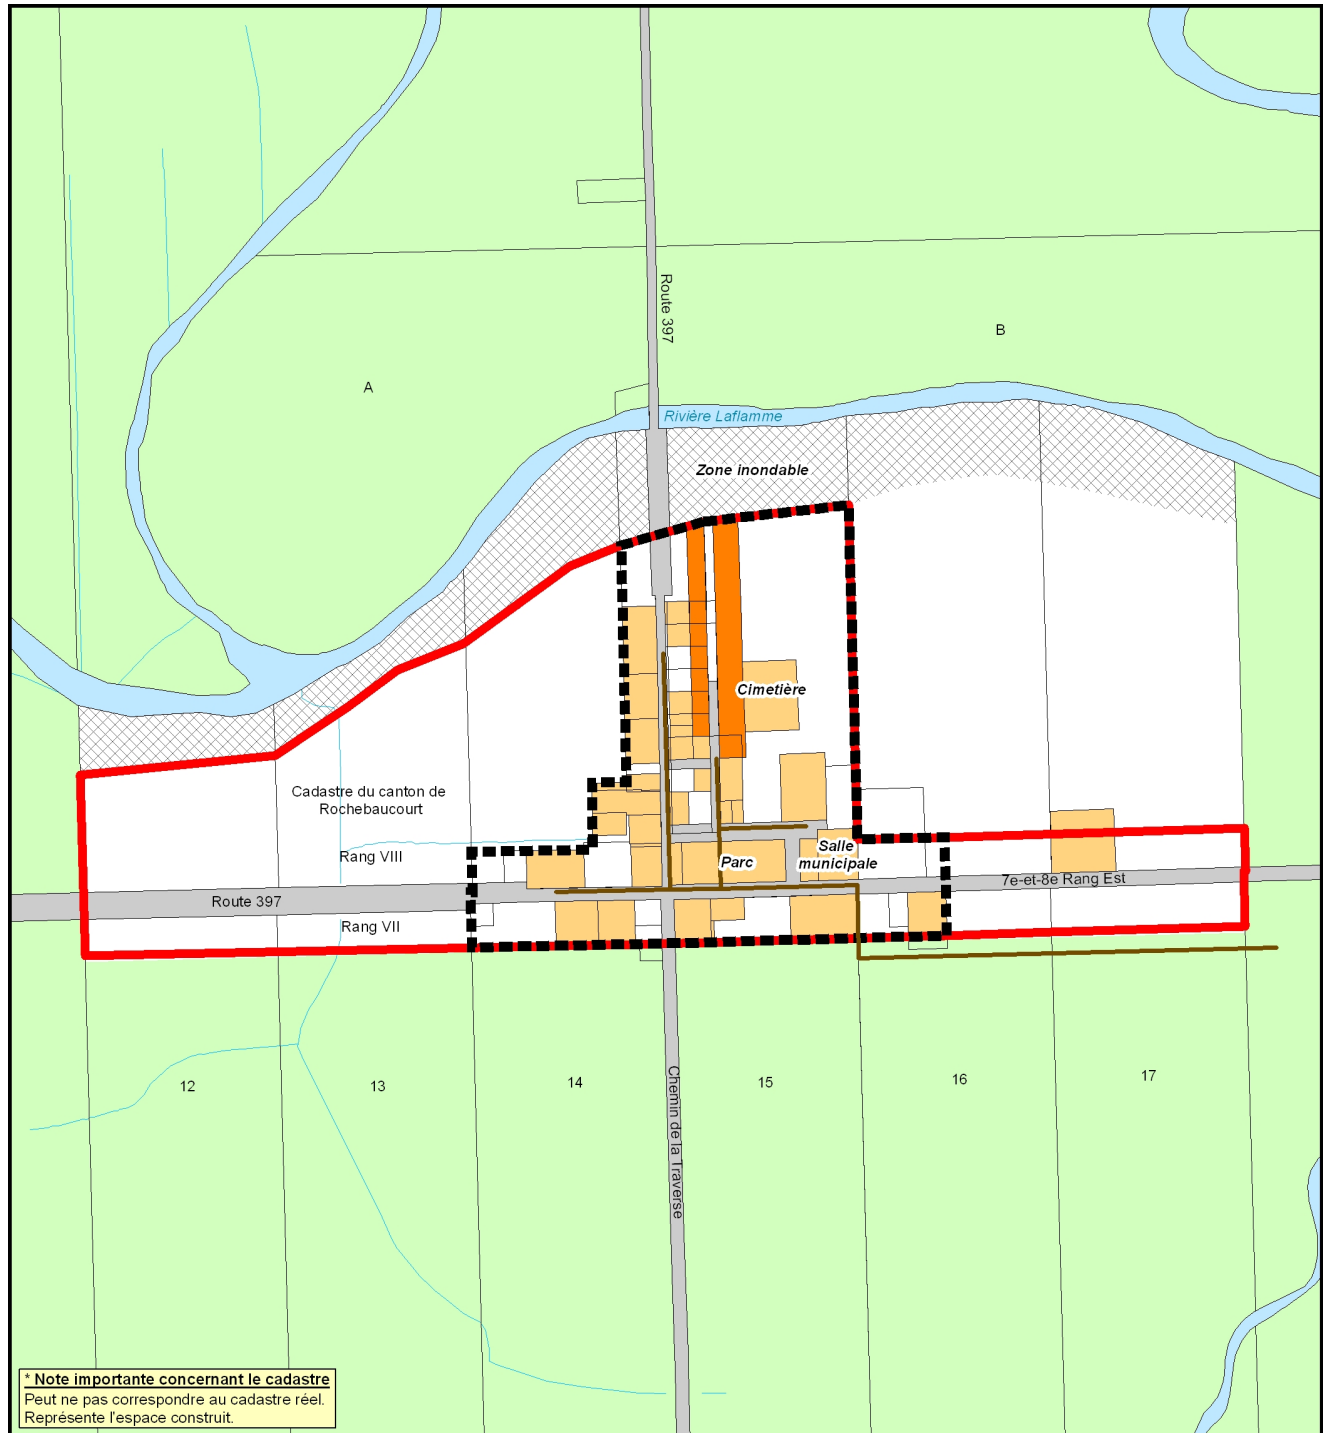 Route 397
B
A
Rivière Laflamme
Zone inondable
Cimetière
Cadastre du canton de
Rochebaucourt
Rang VIII
Parc
Salle
municipale
7e-et-8e Rang Est
Route 397
Rang VII
12
13
14
15
16
17
Chemin de la Traverse
* Note importante concernant le cadastre
Peut ne pas correspondre au cadastre réel.
Représente l'espace construit.